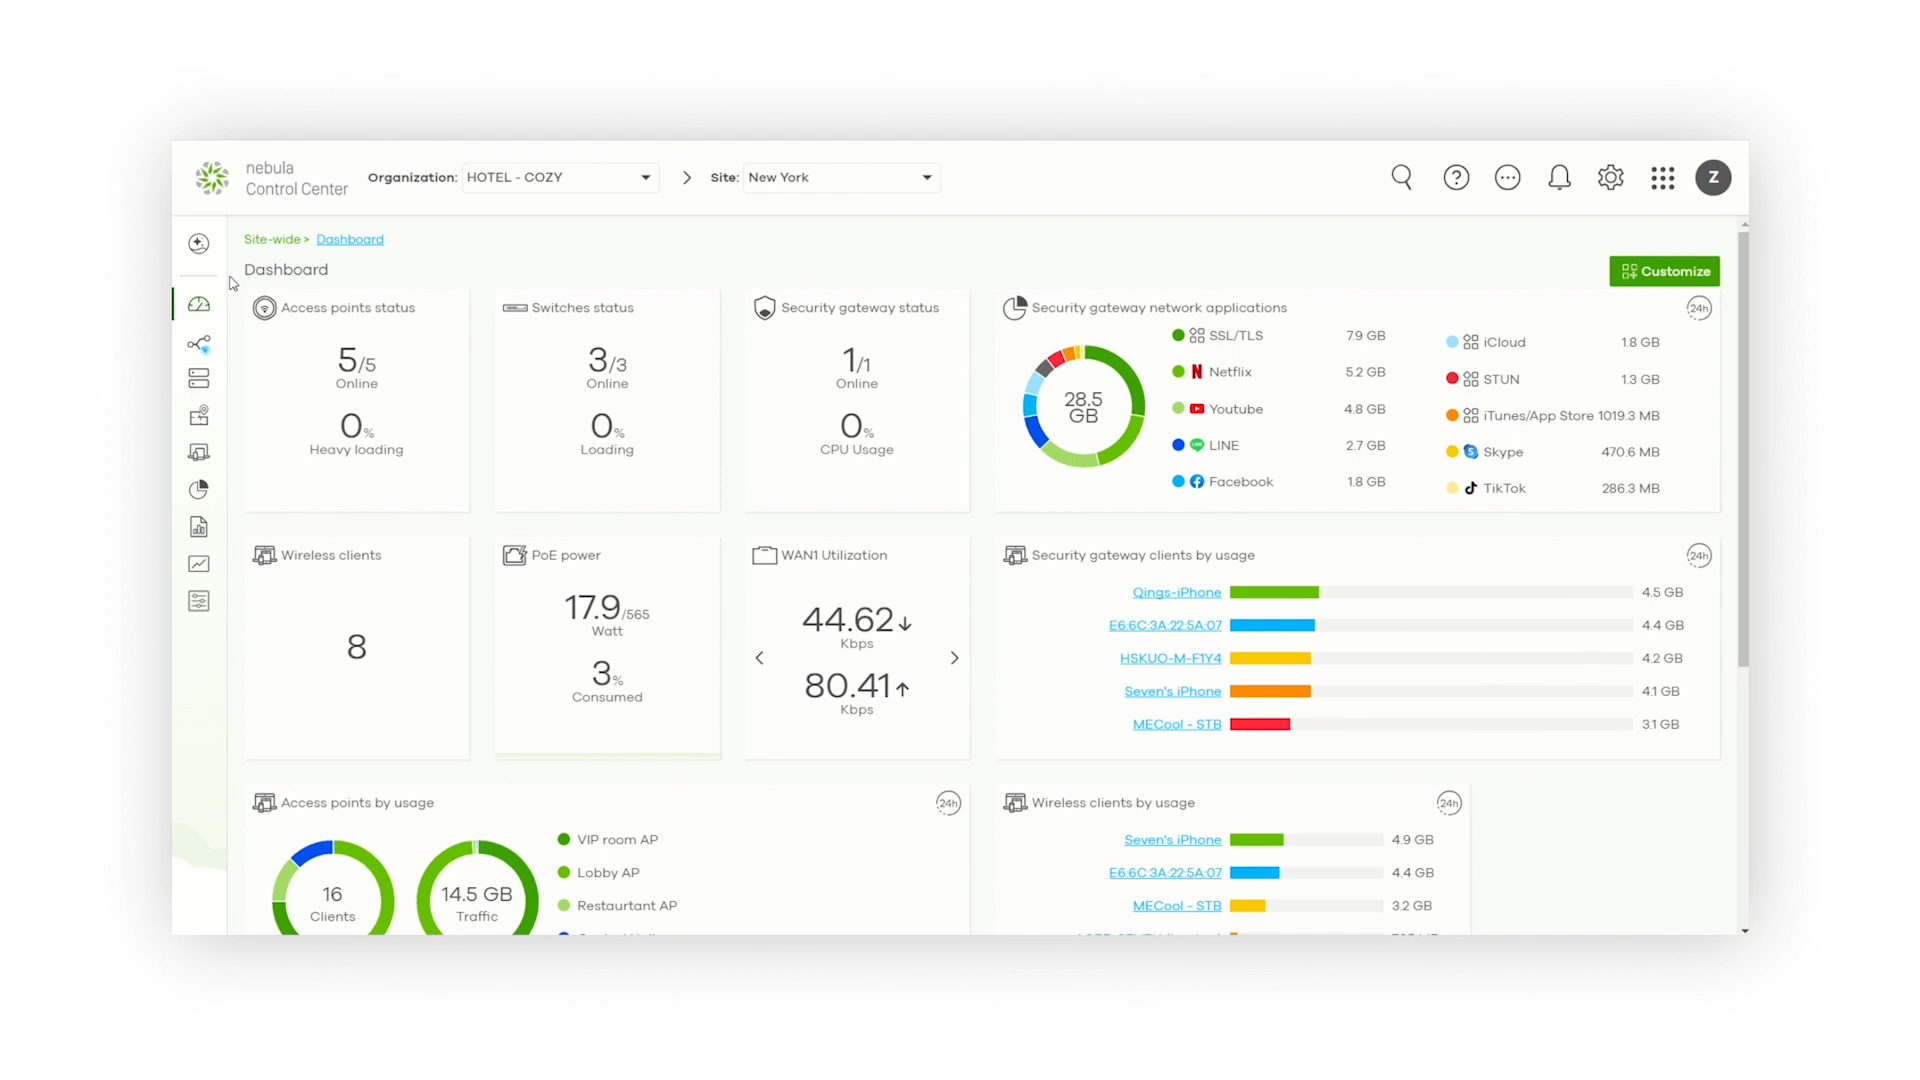 nebula
Control Center
Organization: HOTEL - COZY
Site: New York
Z
Site-wide > Dashboard
Dashboard
Customize
Access points status
5/5
Online
0%
Heavy loading
Switches status
3/3
Online
0%
Loading
Security gateway status
1/1
Online
0%
CPU Usage
Security gateway network applications
24h
28.5
GB
SSL/TLS 7.9 GB
Netflix 5.2 GB
Youtube 4.8 GB
LINE 2.7 GB
Facebook 1.8 GB
iCloud 1.8 GB
STUN 1.3 GB
iTunes/App Store 1019.3 MB
Skype 470.6 MB
TikTok 286.3 MB
Wireless clients
8
PoE power
17.9/565
Watt
3%
Consumed
WAN1 Utilization
44.62↓
Kbps
80.41↑
Kbps
Security gateway clients by usage
24h
Qings-iPhone 4.5 GB
E6:6C:3A:22:5A:07 4.4 GB
HSKUO-M-F1Y4 4.2 GB
Seven's iPhone 4.1 GB
MECool - STB 3.1 GB
Access points by usage
24h
16
Clients
14.5 GB
Traffic
VIP room AP
Lobby AP
Restaurtant AP
Wireless clients by usage
24h
Seven's iPhone 4.9 GB
E6:6C:3A:22:5A:07 4.4 GB
MECool - STB 3.2 GB